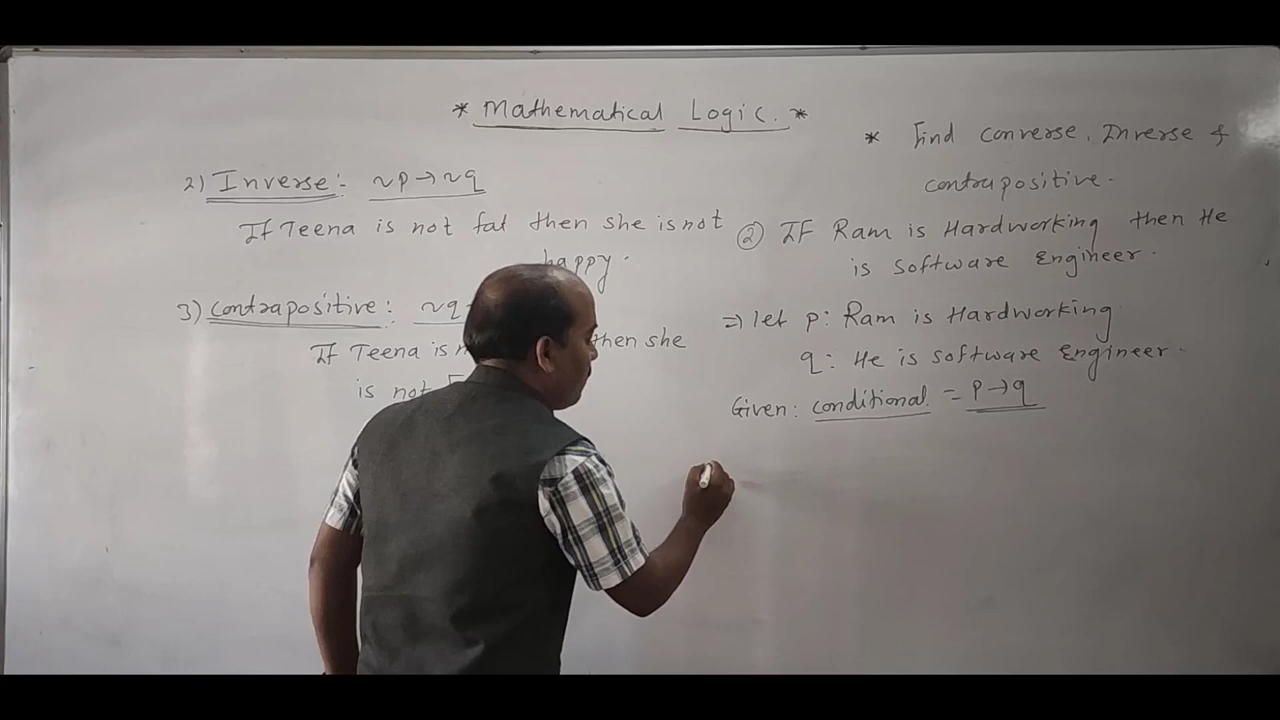 * Mathematical Logic. *
2) Inverse:- ~p→~q
If Teena is not fat then she is not
happy.
3) contrapositive: ~q
If Teena is then she
is not
* Find converse, Inverse &
contrapositive.
② IF Ram is Hardworking then He
is Software Engineer.
⇒ let p: Ram is Hardworking
q: He is Software Engineer.
Given: conditional = p→q